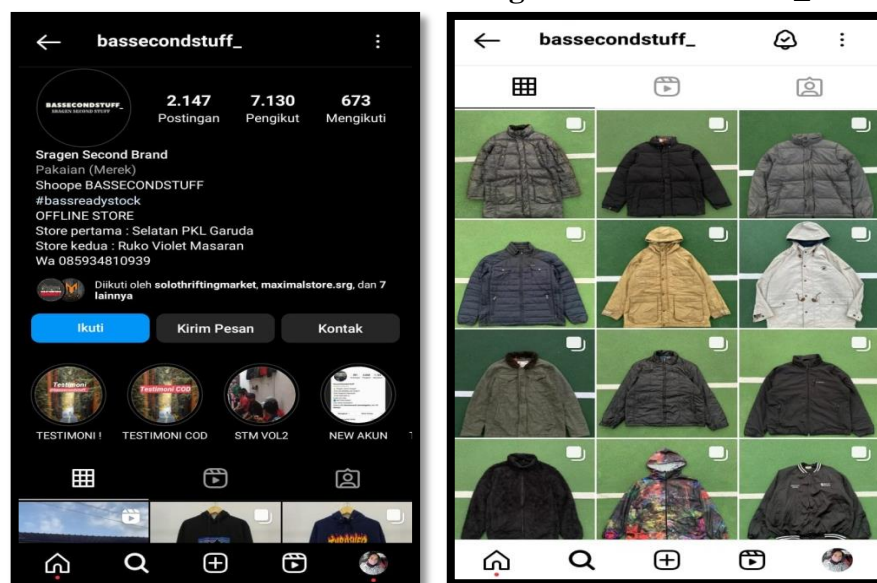 bassecondstuff_
BASSECONDSTUFF_
SRAGEN SECOND STUFF
2.147 7.130 673
Postingan Pengikut Mengikuti
Sragen Second Brand
Pakaian (Merek)
Shoope BASSECONDSTUFF
#bassreadystock
OFFLINE STORE
Store pertama : Selatan PKL Garuda
Store kedua : Ruko Violet Masaran
Wa 085934810939
Diikuti oleh solothriftingmarket, maximalstore.srg, dan 7
lainnya
Ikuti Kirim Pesan Kontak
Testimoni
Testimoni COD
TESTIMONI ! TESTIMONI COD STM VOL2 NEW AKUN
bassecondstuff_